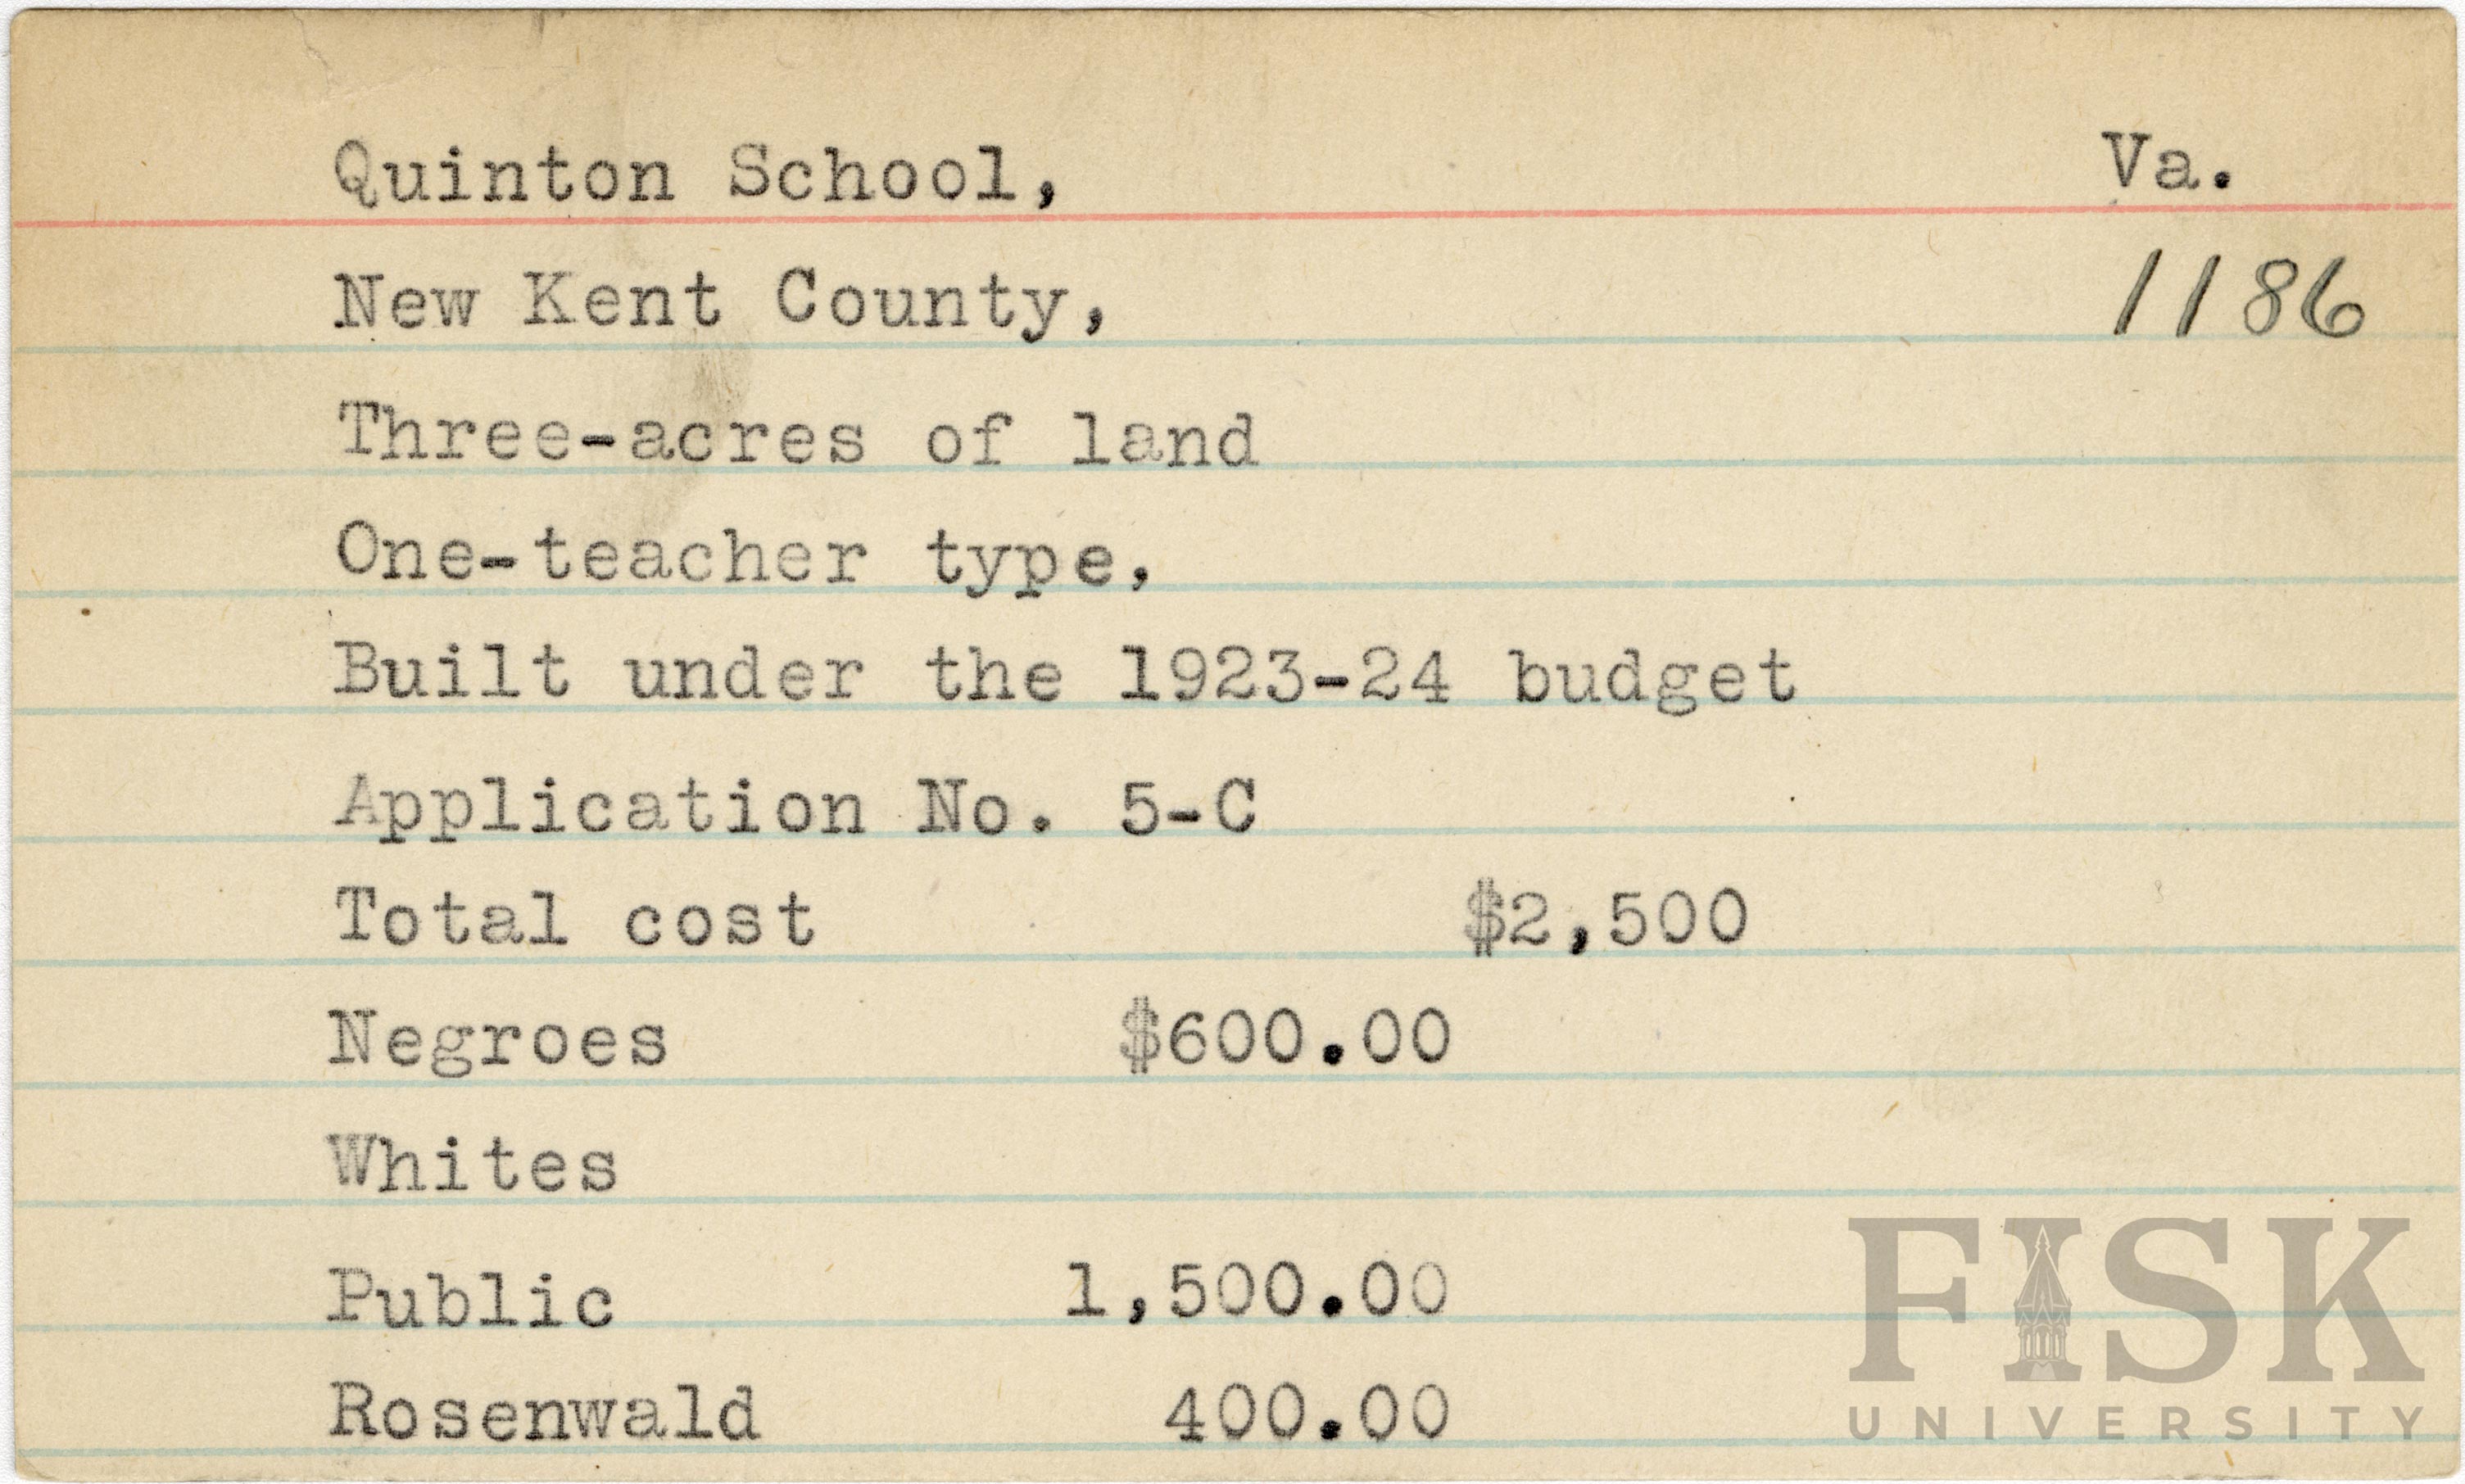 Quinton School, Va.
New Kent County, 1186
Three-acres of land
One-teacher type,
Built under the 1923-24 budget
Application No. 5-C
Total cost $2,500
Negroes $600.00
Whites
Public 1,500.00
Rosenwald 400.00
FISK
UNIVERSITY